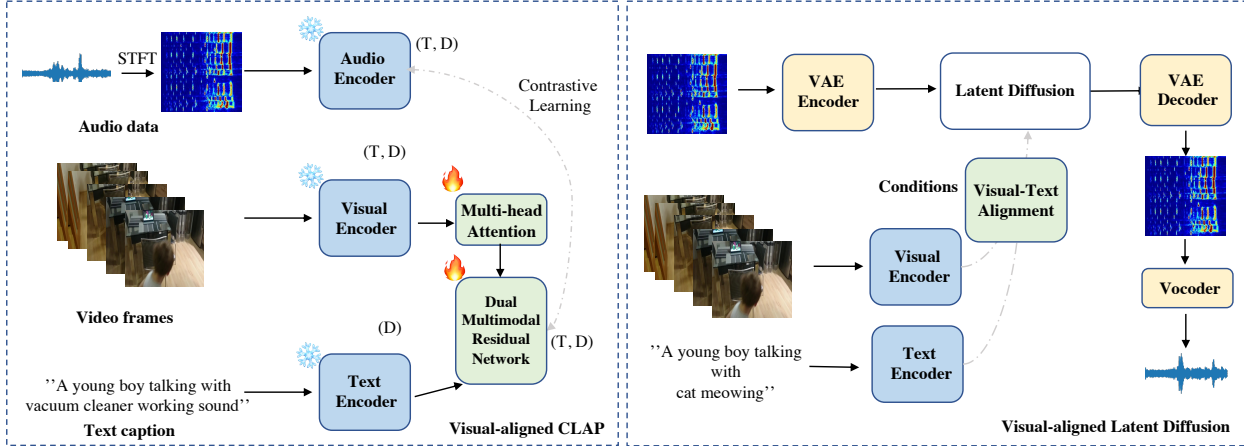 STFT
Audio data
Audio
Encoder
(T, D)
Contrastive
Learning
Video frames
Visual
Encoder
(T, D)
Multi-head
Attention
Dual
Multimodal
Residual
Network
(T, D)
(D)
Text
Encoder
’’A young boy talking with
vacuum cleaner working sound’’
Text caption
Visual-aligned CLAP
VAE
Encoder
Latent Diffusion
VAE
Decoder
Conditions
Visual-Text
Alignment
Visual
Encoder
Vocoder
Text
Encoder
’’A young boy talking
with
cat meowing’’
Visual-aligned Latent Diffusion